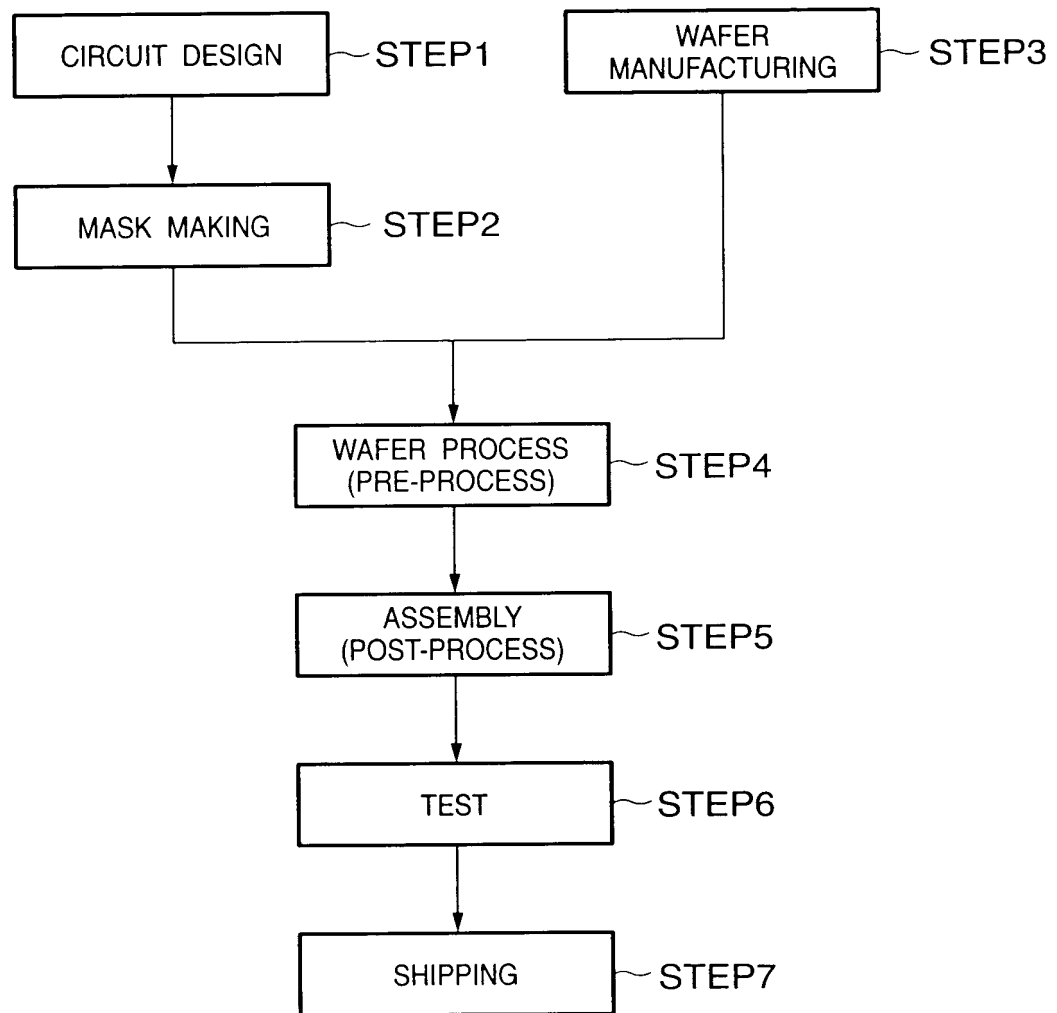 CIRCUIT DESIGN
STEP1
WAFER
MANUFACTURING
STEP3
MASK MAKING
STEP2
WAFER PROCESS
(PRE-PROCESS)
STEP4
ASSEMBLY
(POST-PROCESS)
STEP5
TEST
STEP6
SHIPPING
STEP7